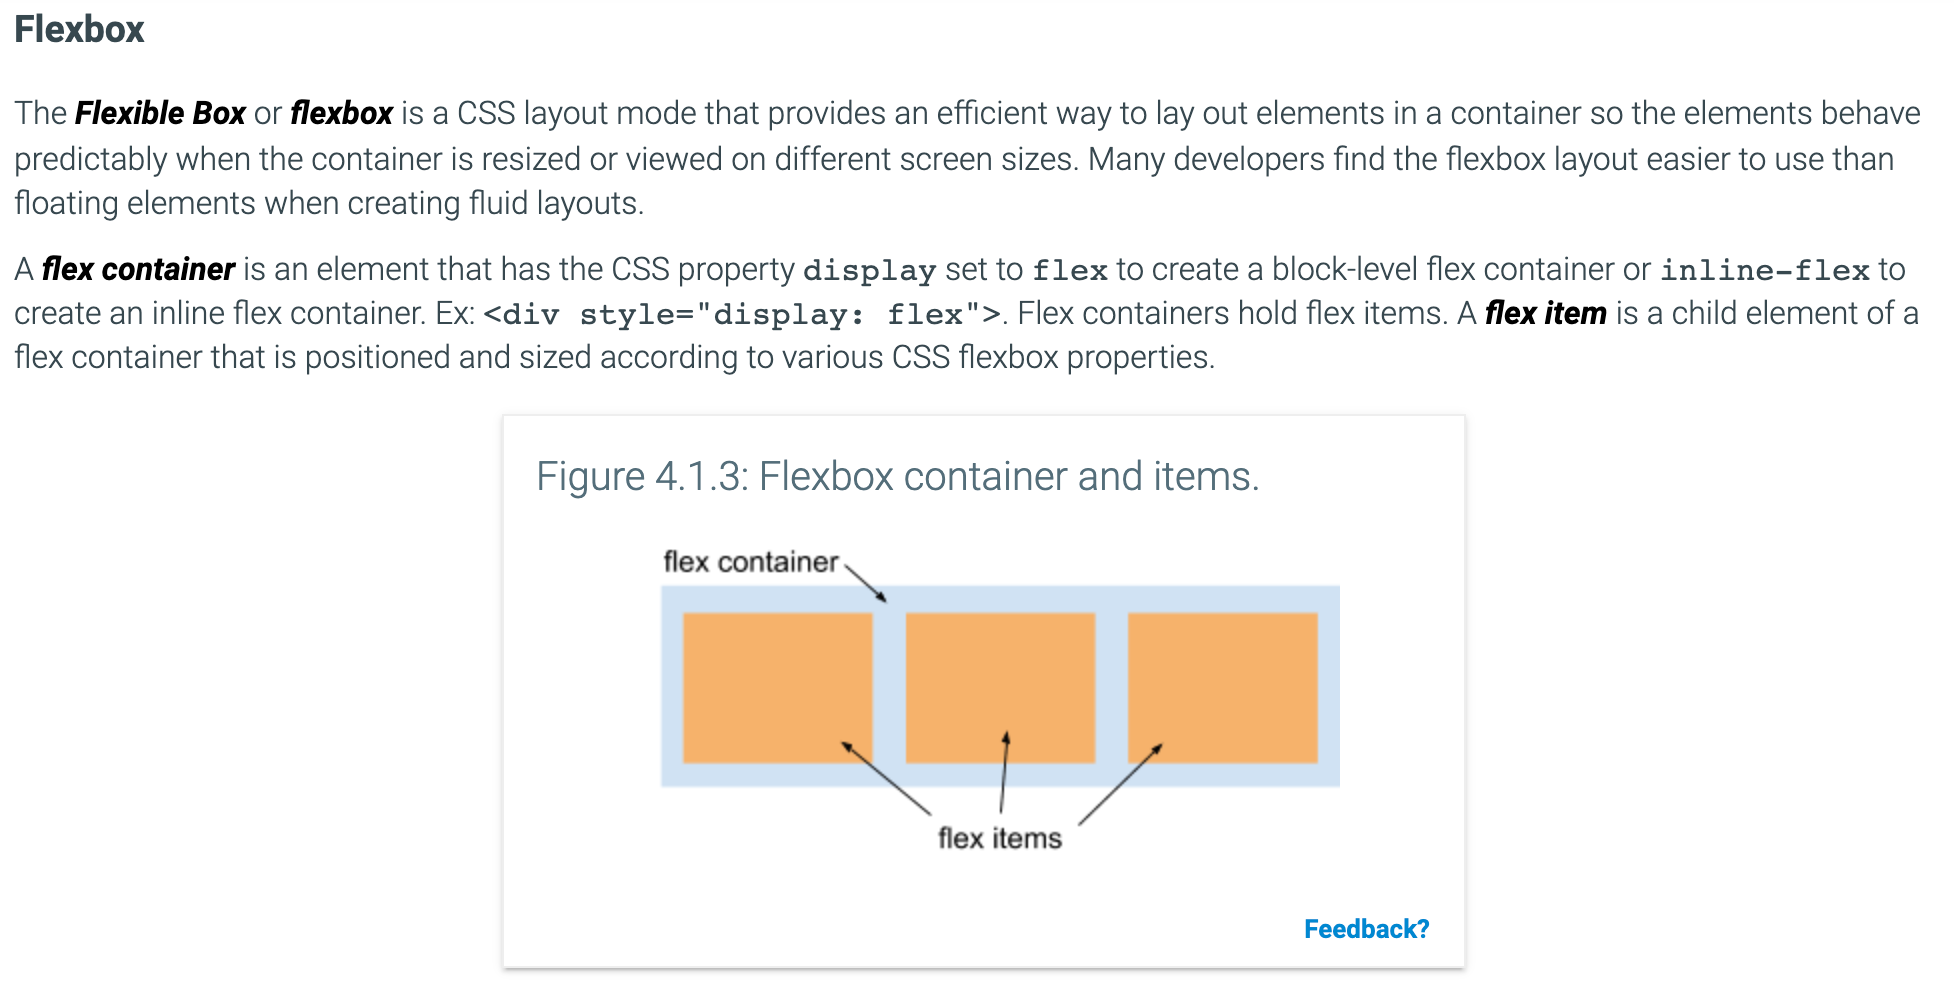 Flexbox
The Flexible Box or flexbox is a CSS layout mode that provides an efficient way to lay out elements in a container so the elements behave
predictably when the container is resized or viewed on different screen sizes. Many developers find the flexbox layout easier to use than
floating elements when creating fluid layouts.
A flex container is an element that has the CSS property display set to flex to create a block-level flex container or inline-flex to
create an inline flex container. Ex: <div style="display: flex">. Flex containers hold flex items. A flex item is a child element of a
flex container that is positioned and sized according to various CSS flexbox properties.
Figure 4.1.3: Flexbox container and items.
flex container
flex items
Feedback?